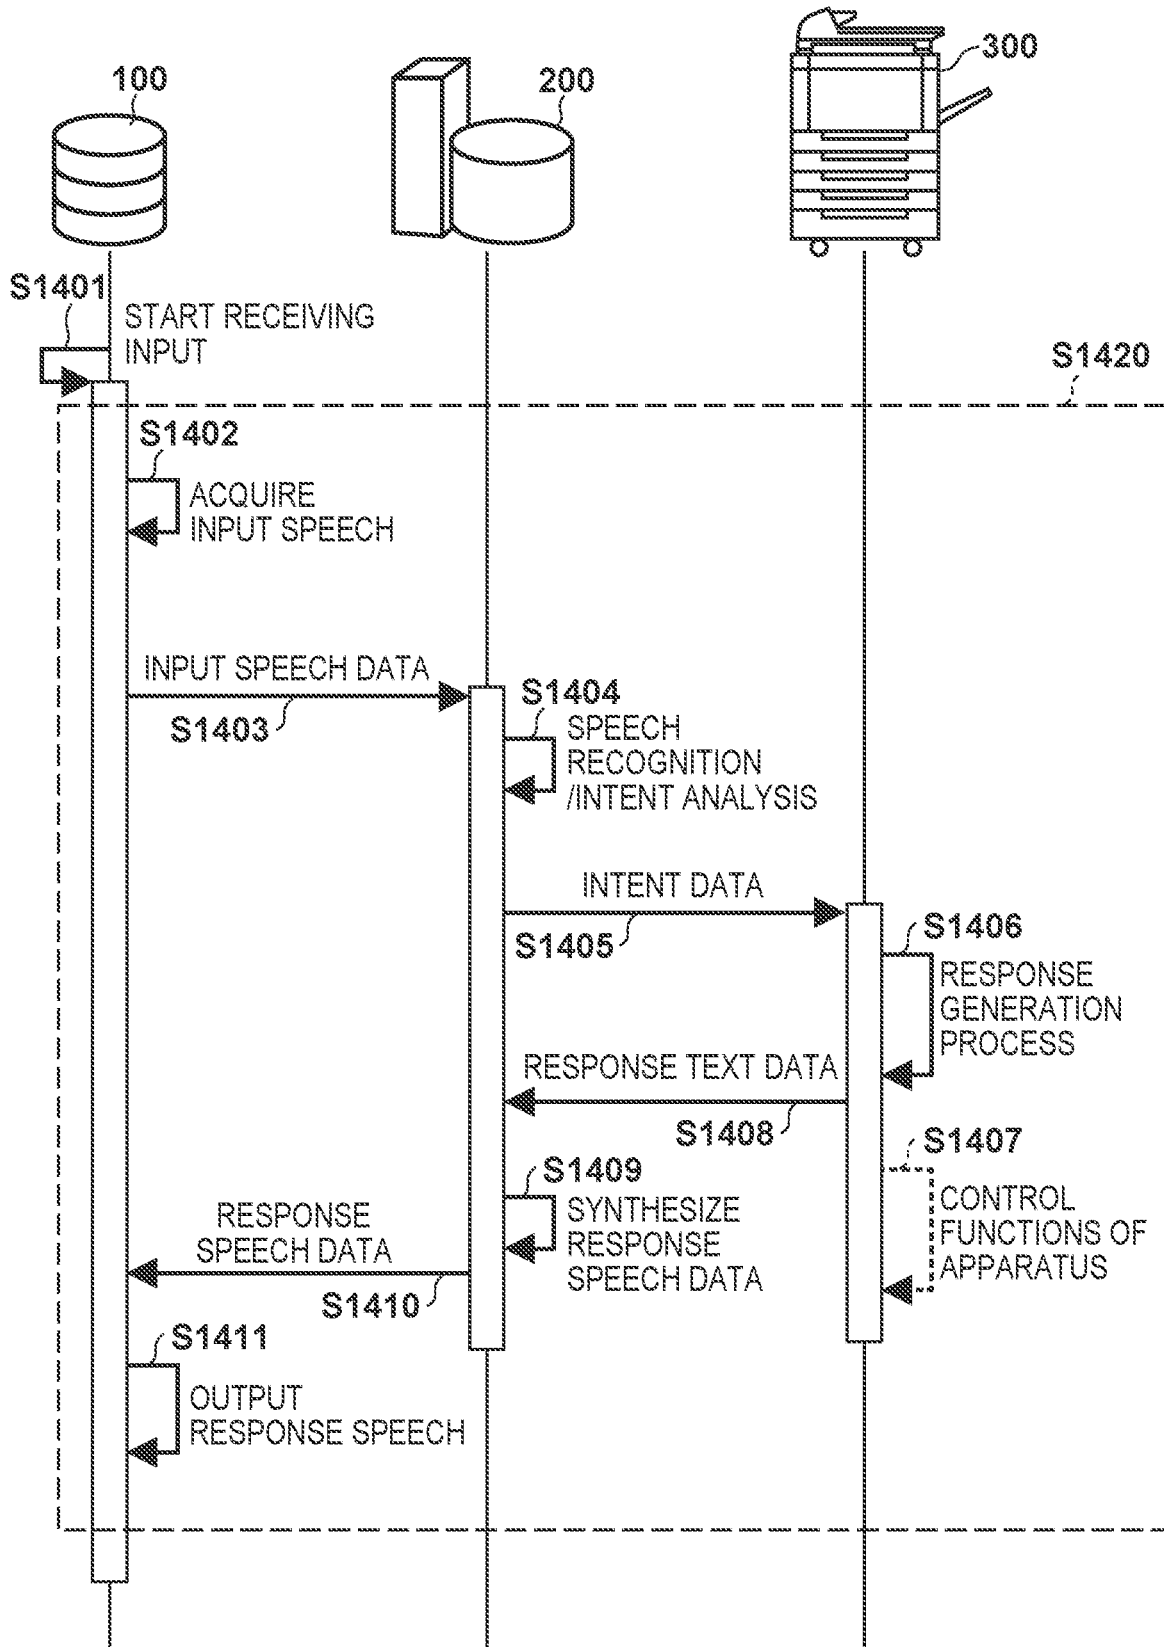 100
200
300
S1401
START RECEIVING
INPUT
S1420
S1402
ACQUIRE
INPUT SPEECH
INPUT SPEECH DATA
S1403
S1404
SPEECH
RECOGNITION
/INTENT ANALYSIS
INTENT DATA
S1405
S1406
RESPONSE
GENERATION
PROCESS
RESPONSE TEXT DATA
S1408
S1407
CONTROL
FUNCTIONS OF
APPARATUS
S1409
SYNTHESIZE
RESPONSE
SPEECH DATA
RESPONSE
SPEECH DATA
S1410
S1411
OUTPUT
RESPONSE SPEECH